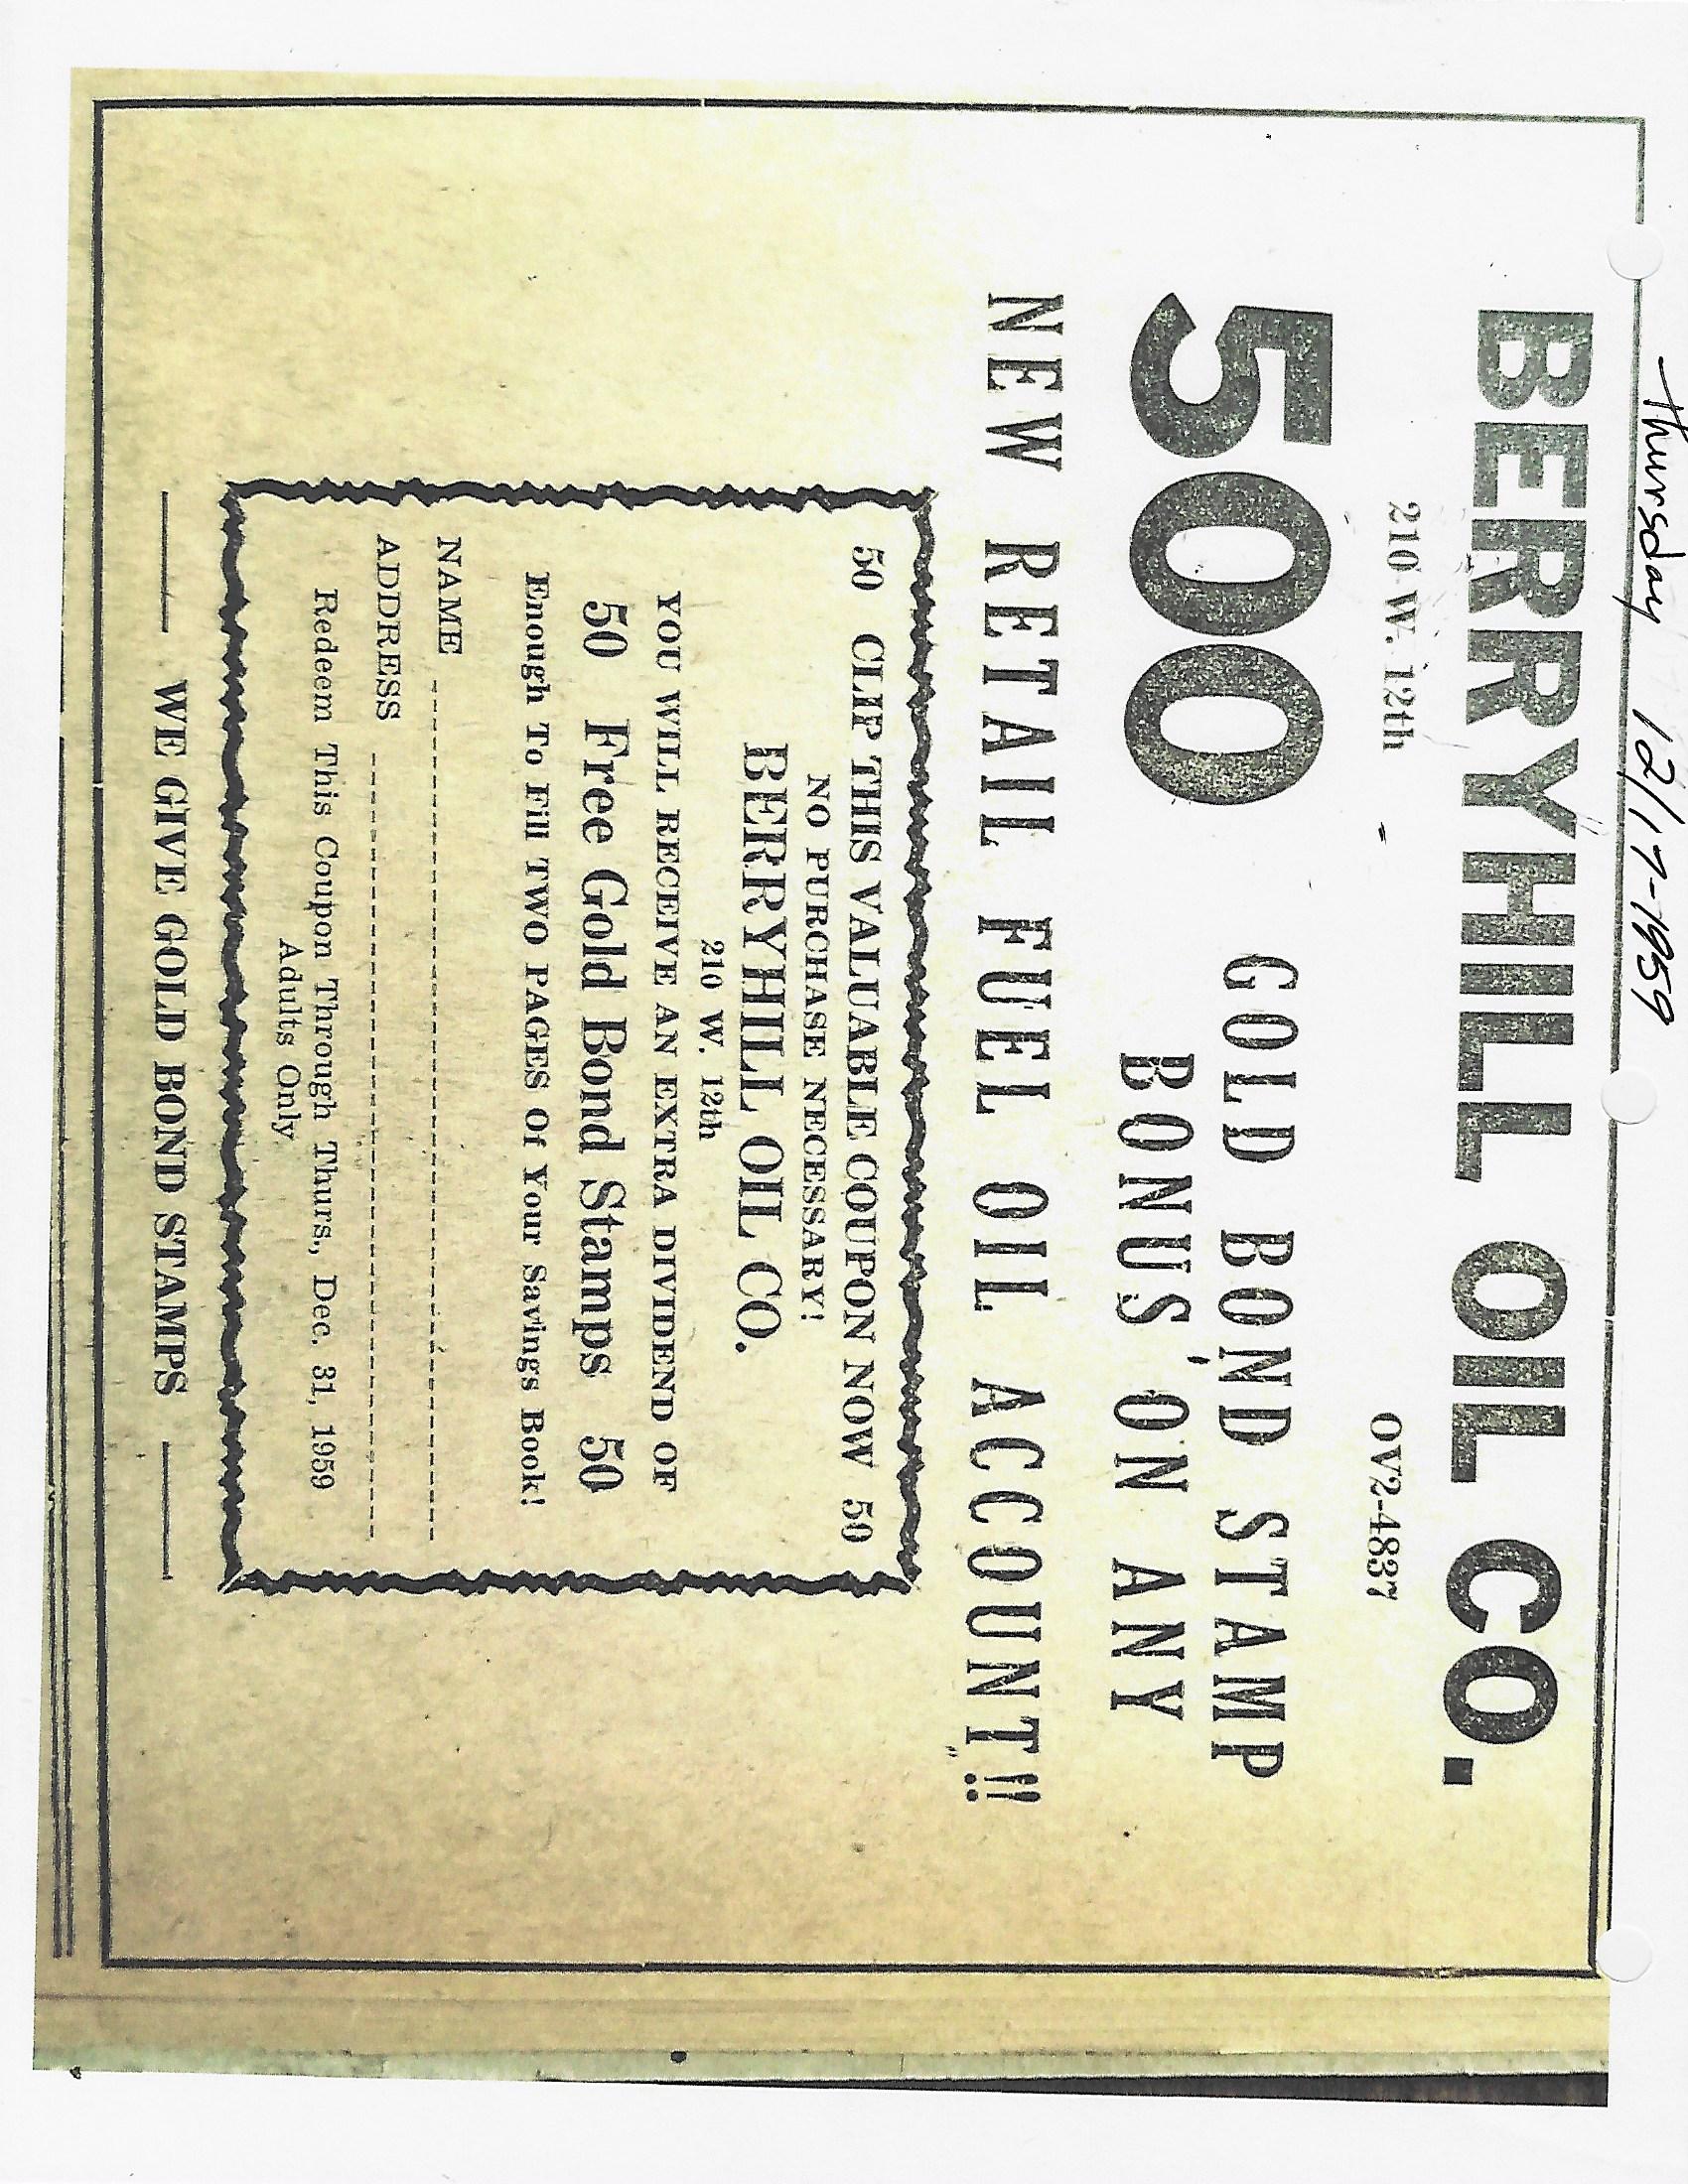 Thursday 12/17-1959
BERRYHILL OIL CO.
210 W. 12th OV2-4837
500 GOLD BOND STAMP
BONUS ON ANY
NEW RETAIL FUEL OIL ACCOUNT!!
50 CLIP THIS VALUABLE COUPON NOW 50
NO PURCHASE NECESSARY!
BERRYHILL OIL CO.
210 W. 12th
YOU WILL RECEIVE AN EXTRA DIVIDEND OF
50 Free Gold Bond Stamps 50
Enough To Fill TWO PAGES Of Your Savings Book!
NAME
ADDRESS
Redeem This Coupon Through Thurs., Dec. 31, 1959
Adults Only
WE GIVE GOLD BOND STAMPS